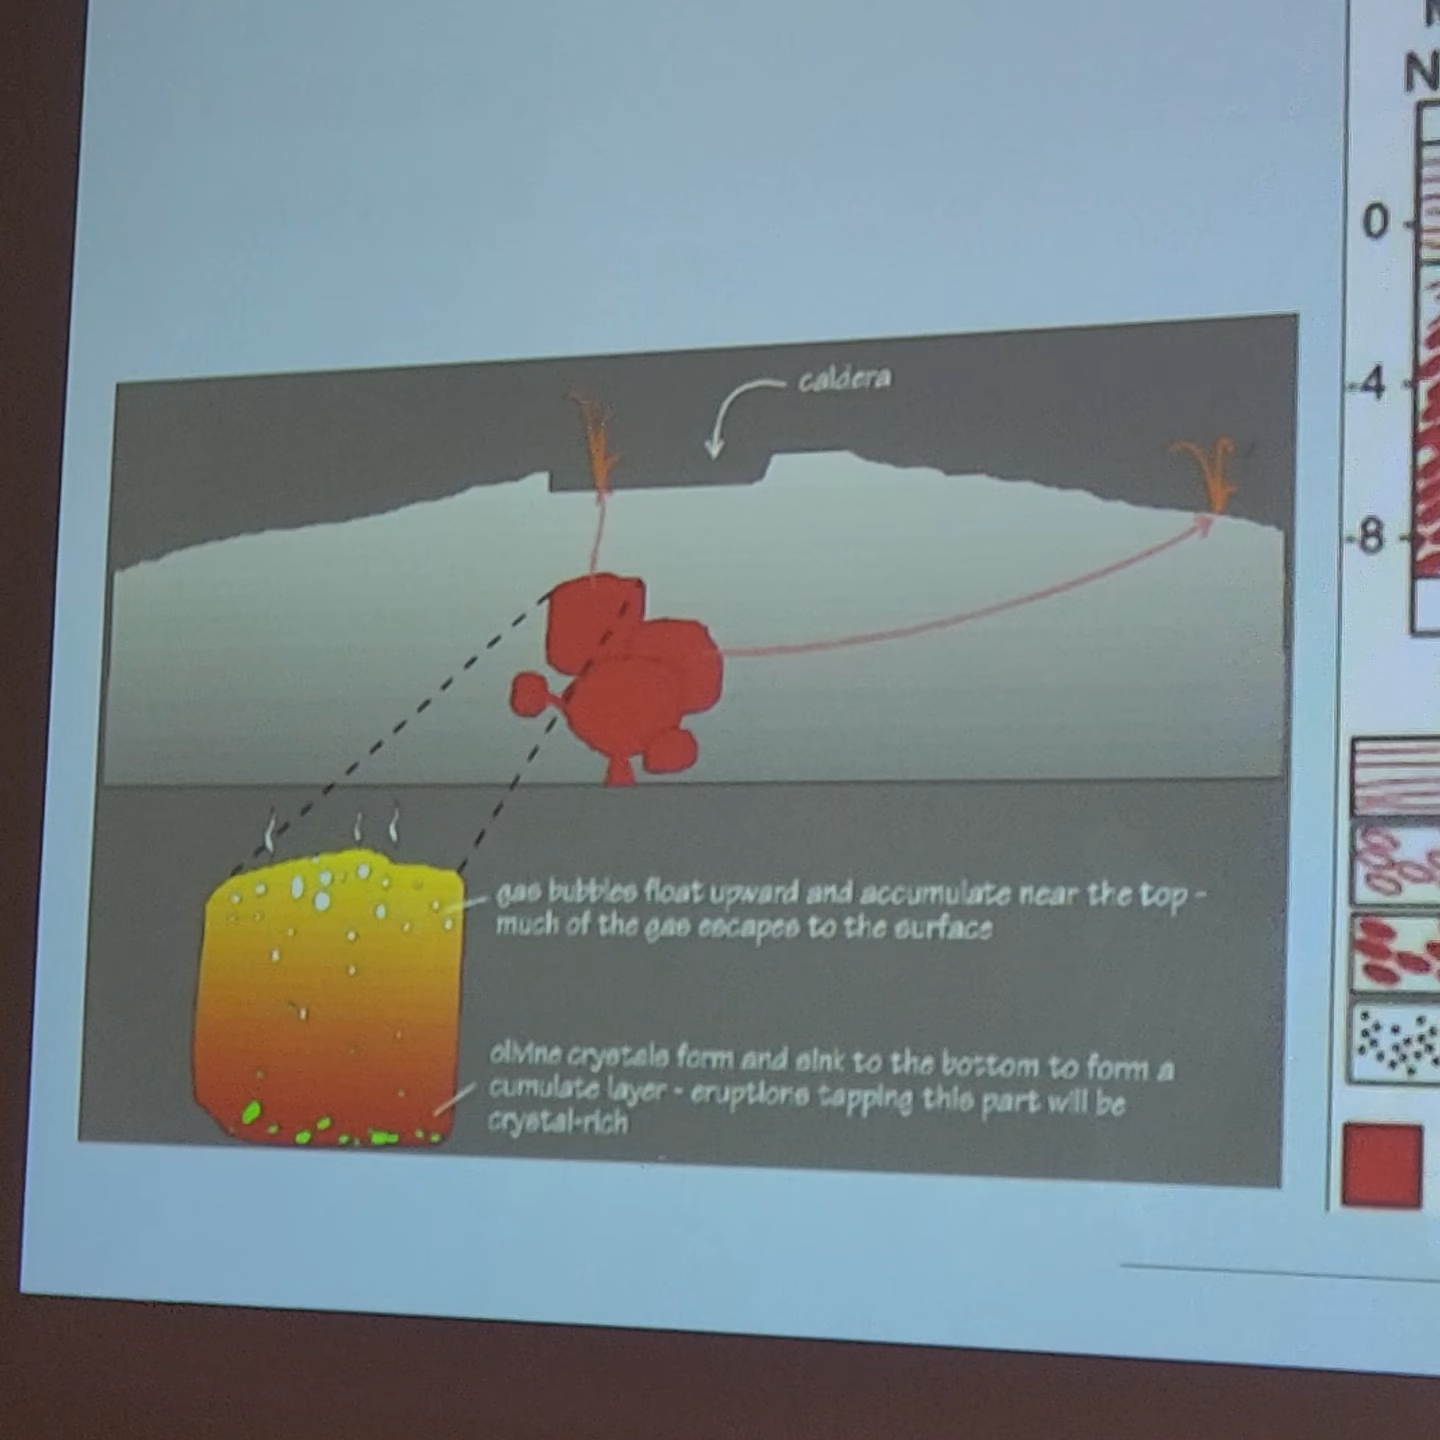 caldera
gas bubbles float upward and accumulate near the top -
much of the gas escapes to the surface
olivine crystals form and sink to the bottom to form a
cumulate layer - eruptions tapping this part will be
crystal-rich
N
0
-4
-8